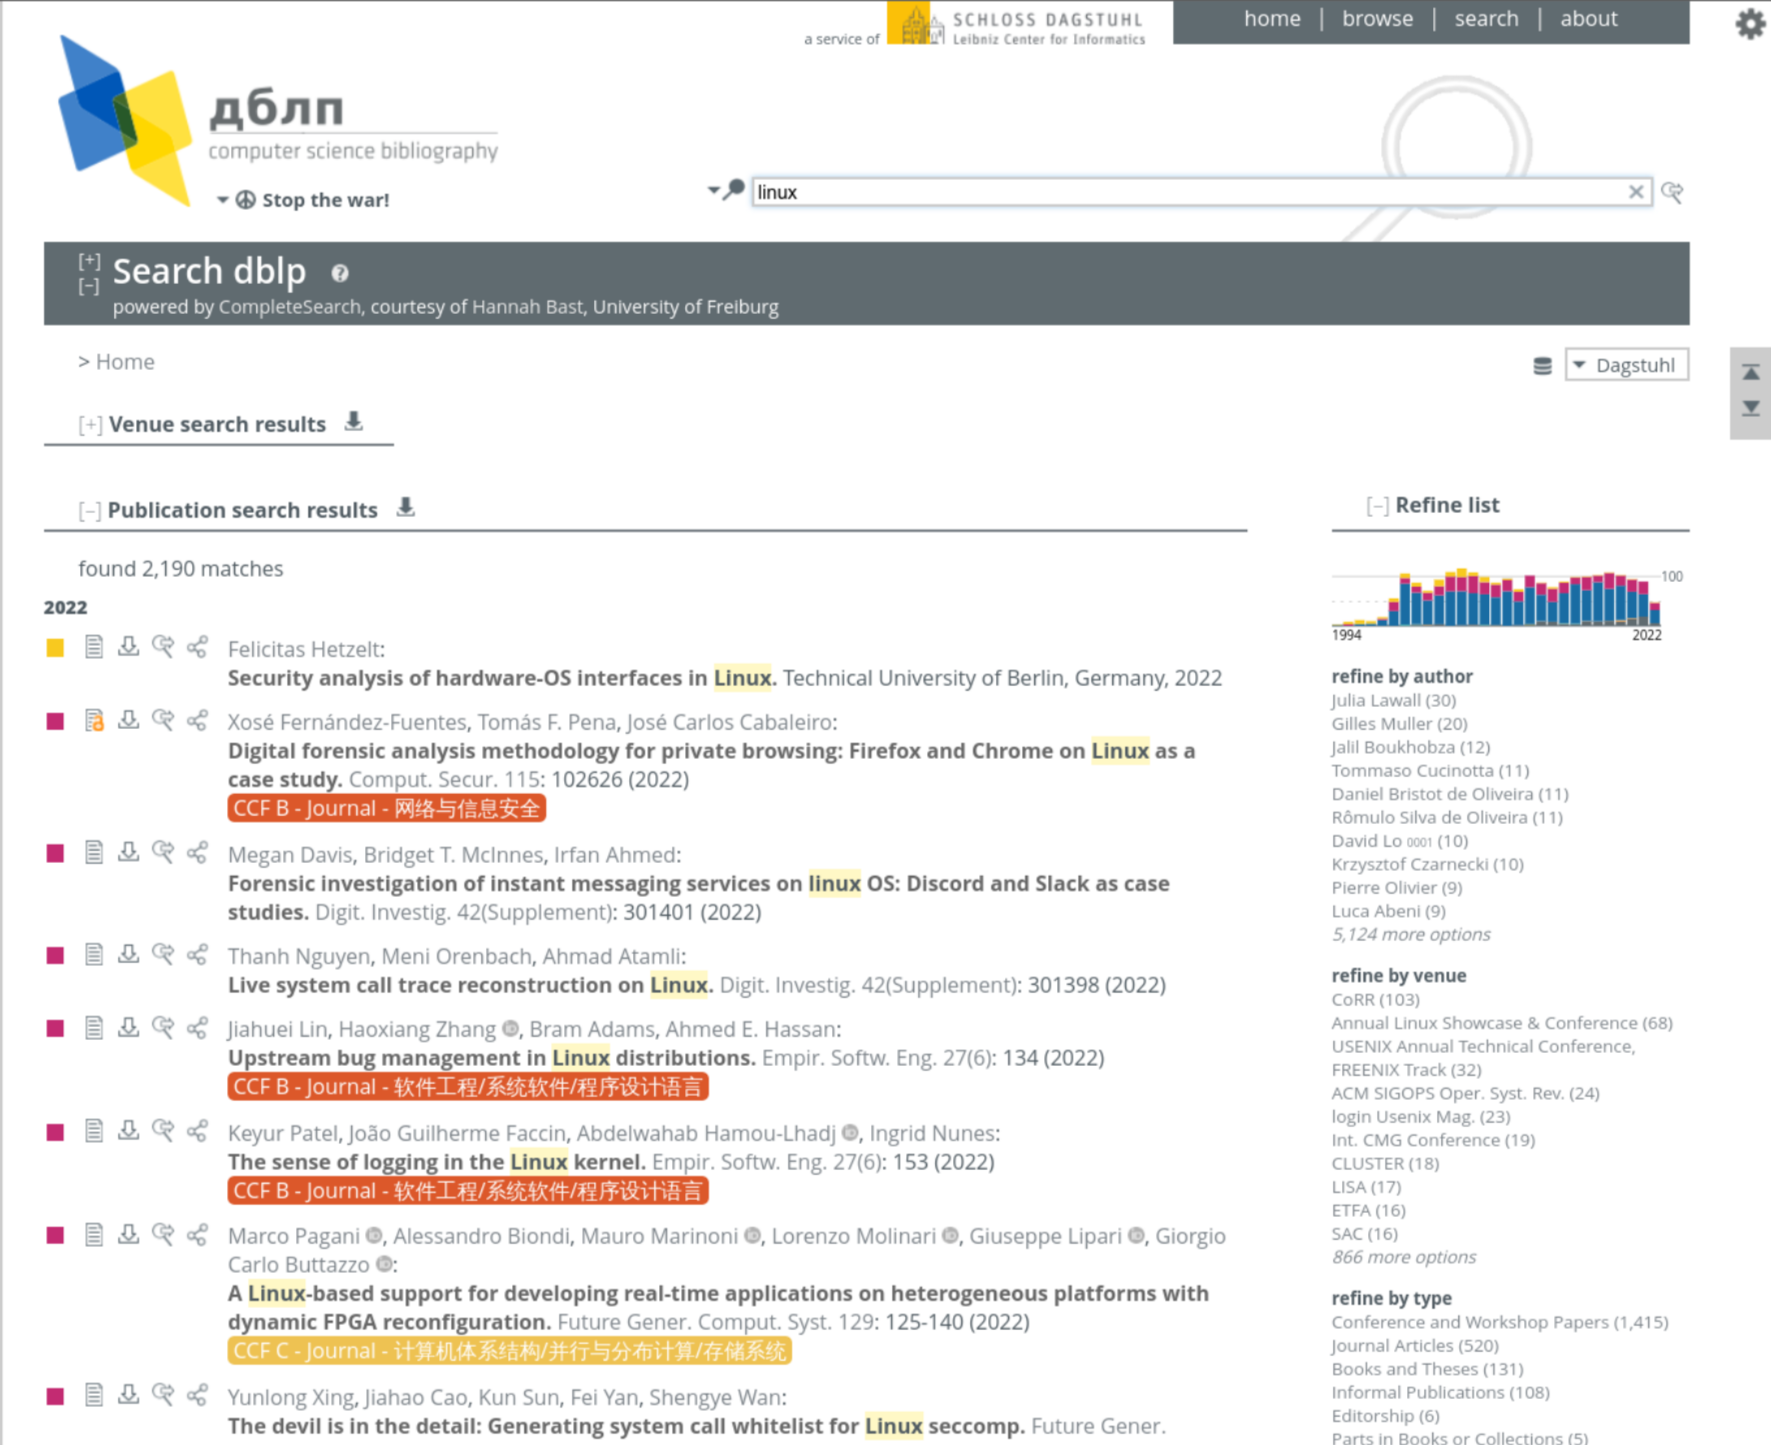 a service of
SCHLOSS DAGSTUHL
Leibniz Center for Informatics
home | browse | search | about
дблп
computer science bibliography
Stop the war!
linux
[+]
[−]
Search dblp
powered by CompleteSearch, courtesy of Hannah Bast, University of Freiburg
> Home
Dagstuhl
[+] Venue search results
[−] Publication search results
found 2,190 matches
2022
Felicitas Hetzelt:
Security analysis of hardware-OS interfaces in Linux. Technical University of Berlin, Germany, 2022
Xosé Fernández-Fuentes, Tomás F. Pena, José Carlos Cabaleiro:
Digital forensic analysis methodology for private browsing: Firefox and Chrome on Linux as a
case study. Comput. Secur. 115: 102626 (2022)
CCF B - Journal - 网络与信息安全
Megan Davis, Bridget T. McInnes, Irfan Ahmed:
Forensic investigation of instant messaging services on linux OS: Discord and Slack as case
studies. Digit. Investig. 42(Supplement): 301401 (2022)
Thanh Nguyen, Meni Orenbach, Ahmad Atamli:
Live system call trace reconstruction on Linux. Digit. Investig. 42(Supplement): 301398 (2022)
Jiahuei Lin, Haoxiang Zhang, Bram Adams, Ahmed E. Hassan:
Upstream bug management in Linux distributions. Empir. Softw. Eng. 27(6): 134 (2022)
CCF B - Journal - 软件工程/系统软件/程序设计语言
Keyur Patel, João Guilherme Faccin, Abdelwahab Hamou-Lhadj, Ingrid Nunes:
The sense of logging in the Linux kernel. Empir. Softw. Eng. 27(6): 153 (2022)
CCF B - Journal - 软件工程/系统软件/程序设计语言
Marco Pagani, Alessandro Biondi, Mauro Marinoni, Lorenzo Molinari, Giuseppe Lipari, Giorgio
Carlo Buttazzo:
A Linux-based support for developing real-time applications on heterogeneous platforms with
dynamic FPGA reconfiguration. Future Gener. Comput. Syst. 129: 125-140 (2022)
CCF C - Journal - 计算机体系结构/并行与分布计算/存储系统
Yunlong Xing, Jiahao Cao, Kun Sun, Fei Yan, Shengye Wan:
The devil is in the detail: Generating system call whitelist for Linux seccomp. Future Gener.
[−] Refine list
100
1994
2022
refine by author
Julia Lawall (30)
Gilles Muller (20)
Jalil Boukhobza (12)
Tommaso Cucinotta (11)
Daniel Bristot de Oliveira (11)
Rômulo Silva de Oliveira (11)
David Lo 0001 (10)
Krzysztof Czarnecki (10)
Pierre Olivier (9)
Luca Abeni (9)
5,124 more options
refine by venue
CoRR (103)
Annual Linux Showcase & Conference (68)
USENIX Annual Technical Conference,
FREENIX Track (32)
ACM SIGOPS Oper. Syst. Rev. (24)
login Usenix Mag. (23)
Int. CMG Conference (19)
CLUSTER (18)
LISA (17)
ETFA (16)
SAC (16)
866 more options
refine by type
Conference and Workshop Papers (1,415)
Journal Articles (520)
Books and Theses (131)
Informal Publications (108)
Editorship (6)
Parts in Books or Collections (5)